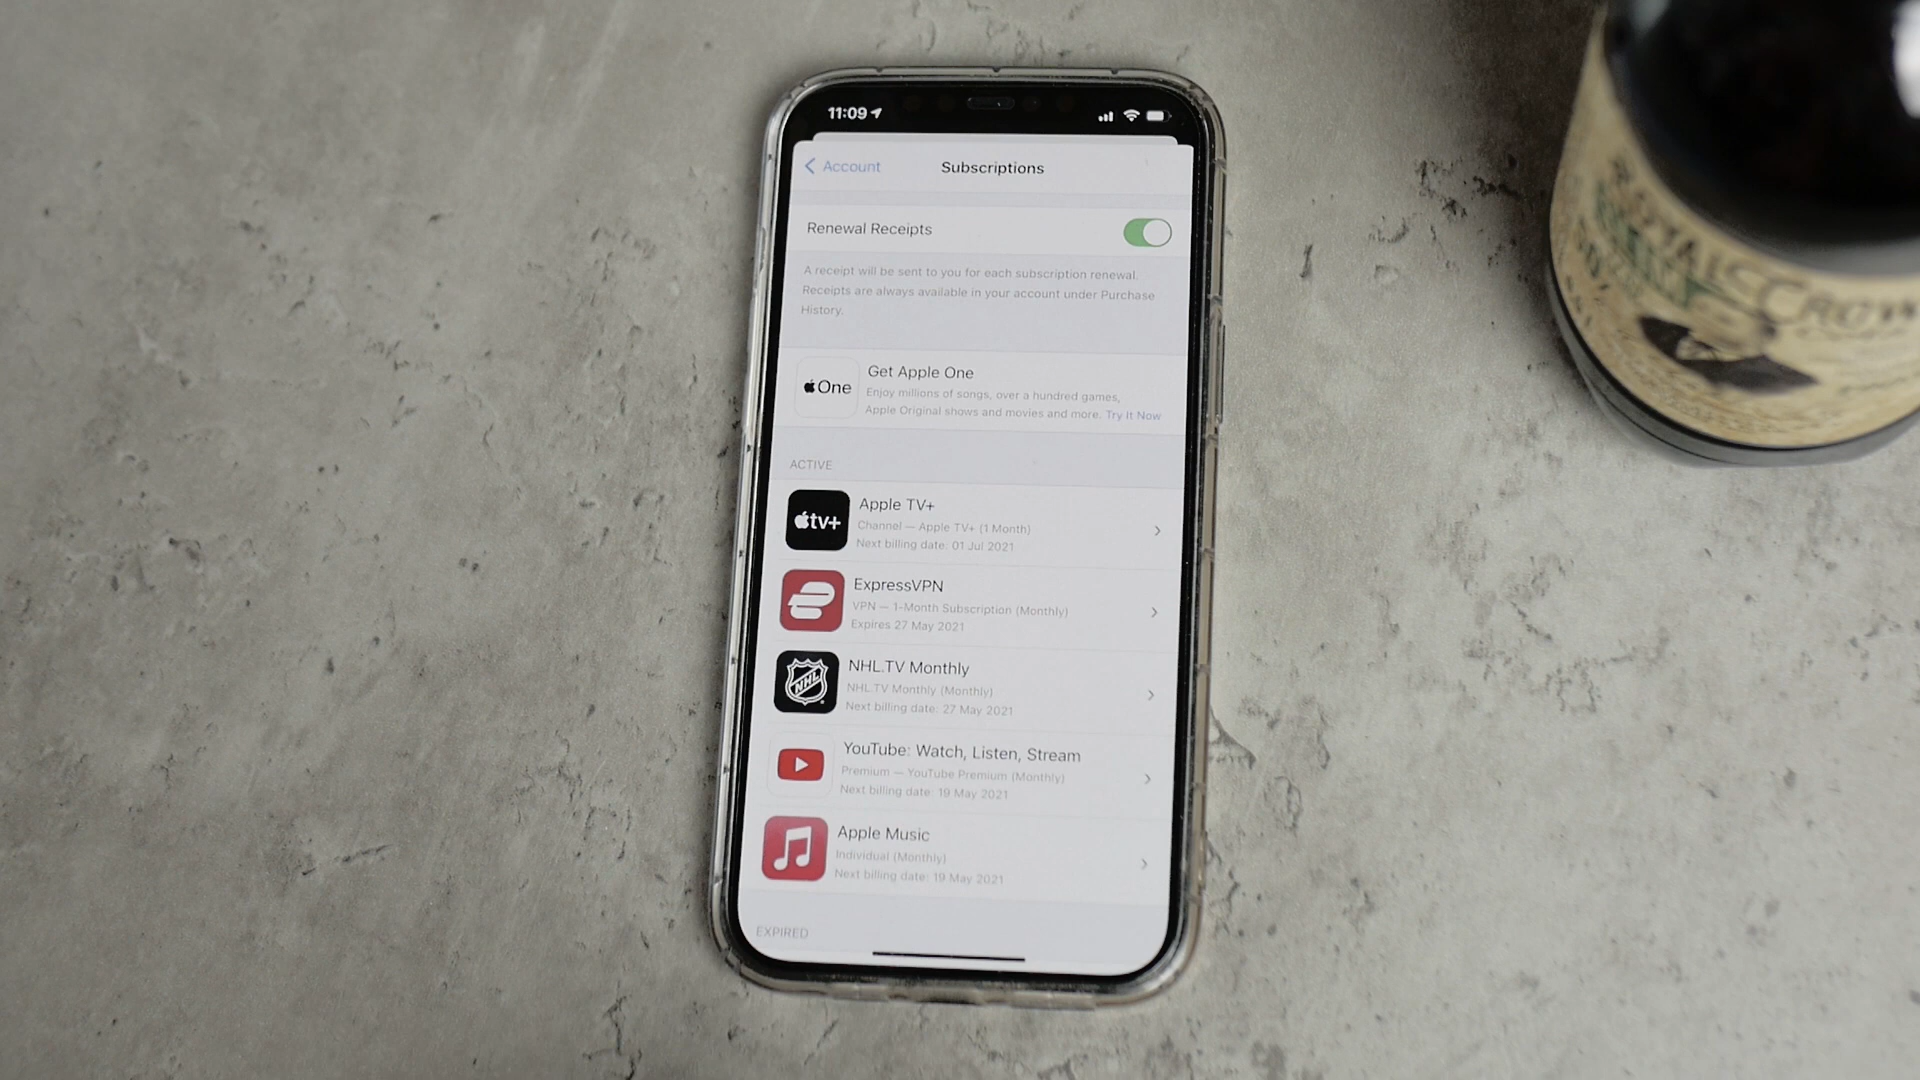 11:09
Account
Subscriptions
Renewal Receipts
A receipt will be sent to you for each subscription renewal.
Receipts are always available in your account under Purchase
History.
One
Get Apple One
Enjoy millions of songs, over a hundred games,
Apple Original shows and movies and more. Try It Now
ACTIVE
tv+
Apple TV+
Channel — Apple TV+ (1 Month)
Next billing date: 01 Jul 2021
ExpressVPN
VPN — 1-Month Subscription (Monthly)
Expires 27 May 2021
NHL
NHL.TV Monthly
NHL.TV Monthly (Monthly)
Next billing date: 27 May 2021
YouTube: Watch, Listen, Stream
Premium — YouTube Premium (Monthly)
Next billing date: 19 May 2021
Apple Music
Individual (Monthly)
Next billing date: 19 May 2021
EXPIRED